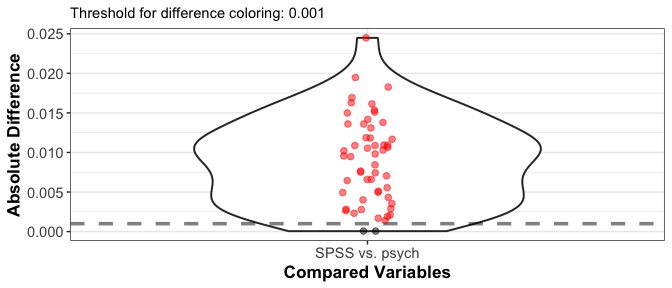 Threshold for difference coloring: 0.001
Absolute Difference
0.025
0.020
0.015
0.010
0.005
0.000
SPSS vs. psych
Compared Variables